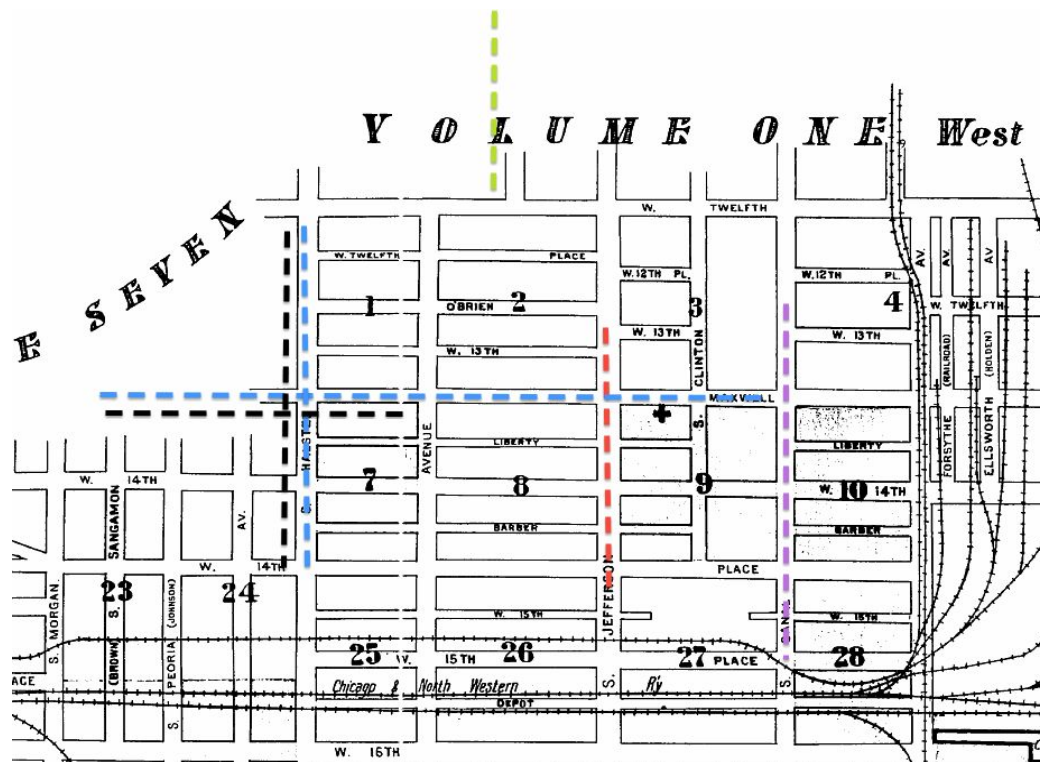 YOLUME ONE West
E SEVEN
W. TWELFTH
W. TWELFTH PLACE
W. 12TH PL.
W. 12TH PL.
AV.
AV
1
2
3
4
O'BRIEN
W. TWELFTH
W. 13TH
W. 13TH
W. 13TH
CLINTON
S.
(RAILROAD)
(HOLDEN)
MAXWELL
S. HALSTE
AVENUE
LIBERTY
LIBERTY
FORSYTHE
ELLSWORTH
W. 14TH
7
8
9
10
W. 14TH
SANGAMON
AV.
BARBER
BARBER
W. 14TH
PLACE
23
24
S. MORGAN.
(BROWN) S.
S. PEORIA (JOHNSON)
S. JEFFERSON
S. CANAL
W. 15TH
W. 15TH
25
26
27
28
W. 15TH PLACE
ACE
Chicago & North Western R'y
DEPOT
W. 16TH